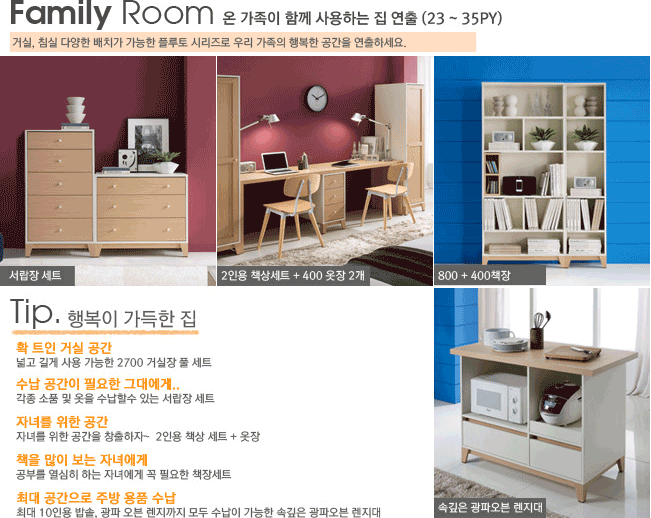 Family Room 온 가족이 함께 사용하는 집 연출 (23 ~ 35PY)
거실, 침실 다양한 배치가 가능한 플루토 시리즈로 우리 가족의 행복한 공간을 연출하세요.
서랍장 세트
2인용 책상세트 + 400 옷장 2개
800 + 400책장
Tip. 행복이 가득한 집
확 트인 거실 공간
넓고 길게 사용 가능한 2700 거실장 풀 세트
수납 공간이 필요한 그대에게..
각종 소품 및 옷을 수납할수 있는 서랍장 세트
자녀를 위한 공간
자녀를 위한 공간을 창출하자~ 2인용 책상 세트 + 옷장
책을 많이 보는 자녀에게
공부를 열심히 하는 자녀에게 꼭 필요한 책장세트
최대 공간으로 주방 용품 수납
최대 10인용 밥솥, 광파 오븐 렌지까지 모두 수납이 가능한 속깊은 광파오븐 렌지대
속깊은 광파오븐 렌지대